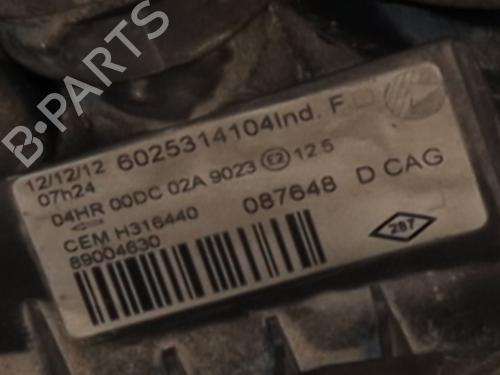 B-PARTS
12/12/12 6025314104Ind. F
07h24
04HR 00DC 02A 9023 E2 12 5
CEM H316440 087648 D CAG
89004630
287